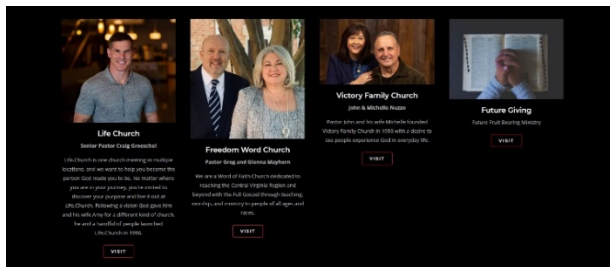 Life Church
Senior Pastor Craig Groeschel
Life.Church is one church meeting in multiple
locations, and we want to help you become the
person God made you to be. No matter where
you are in your journey, you're invited to
discover your purpose and live it out at
Life.Church. Following a vision God gave him
and his wife Amy for a different kind of church,
he and a handful of people launched
Life.Church in 1996.
VISIT
Freedom Word Church
Pastor Greg and Glenna Mayhorn
We are a Word of Faith Church dedicated to
reaching the Central Virginia Region and
beyond with the Full Gospel through teaching,
worship, and ministry to people of all ages and
races.
VISIT
Victory Family Church
John & Michelle Nuzzo
Pastor John and his wife Michelle founded
Victory Family Church in 1993 with a desire to
see people experience God in everyday life.
VISIT
Future Giving
Future Fruit Bearing Ministry
VISIT